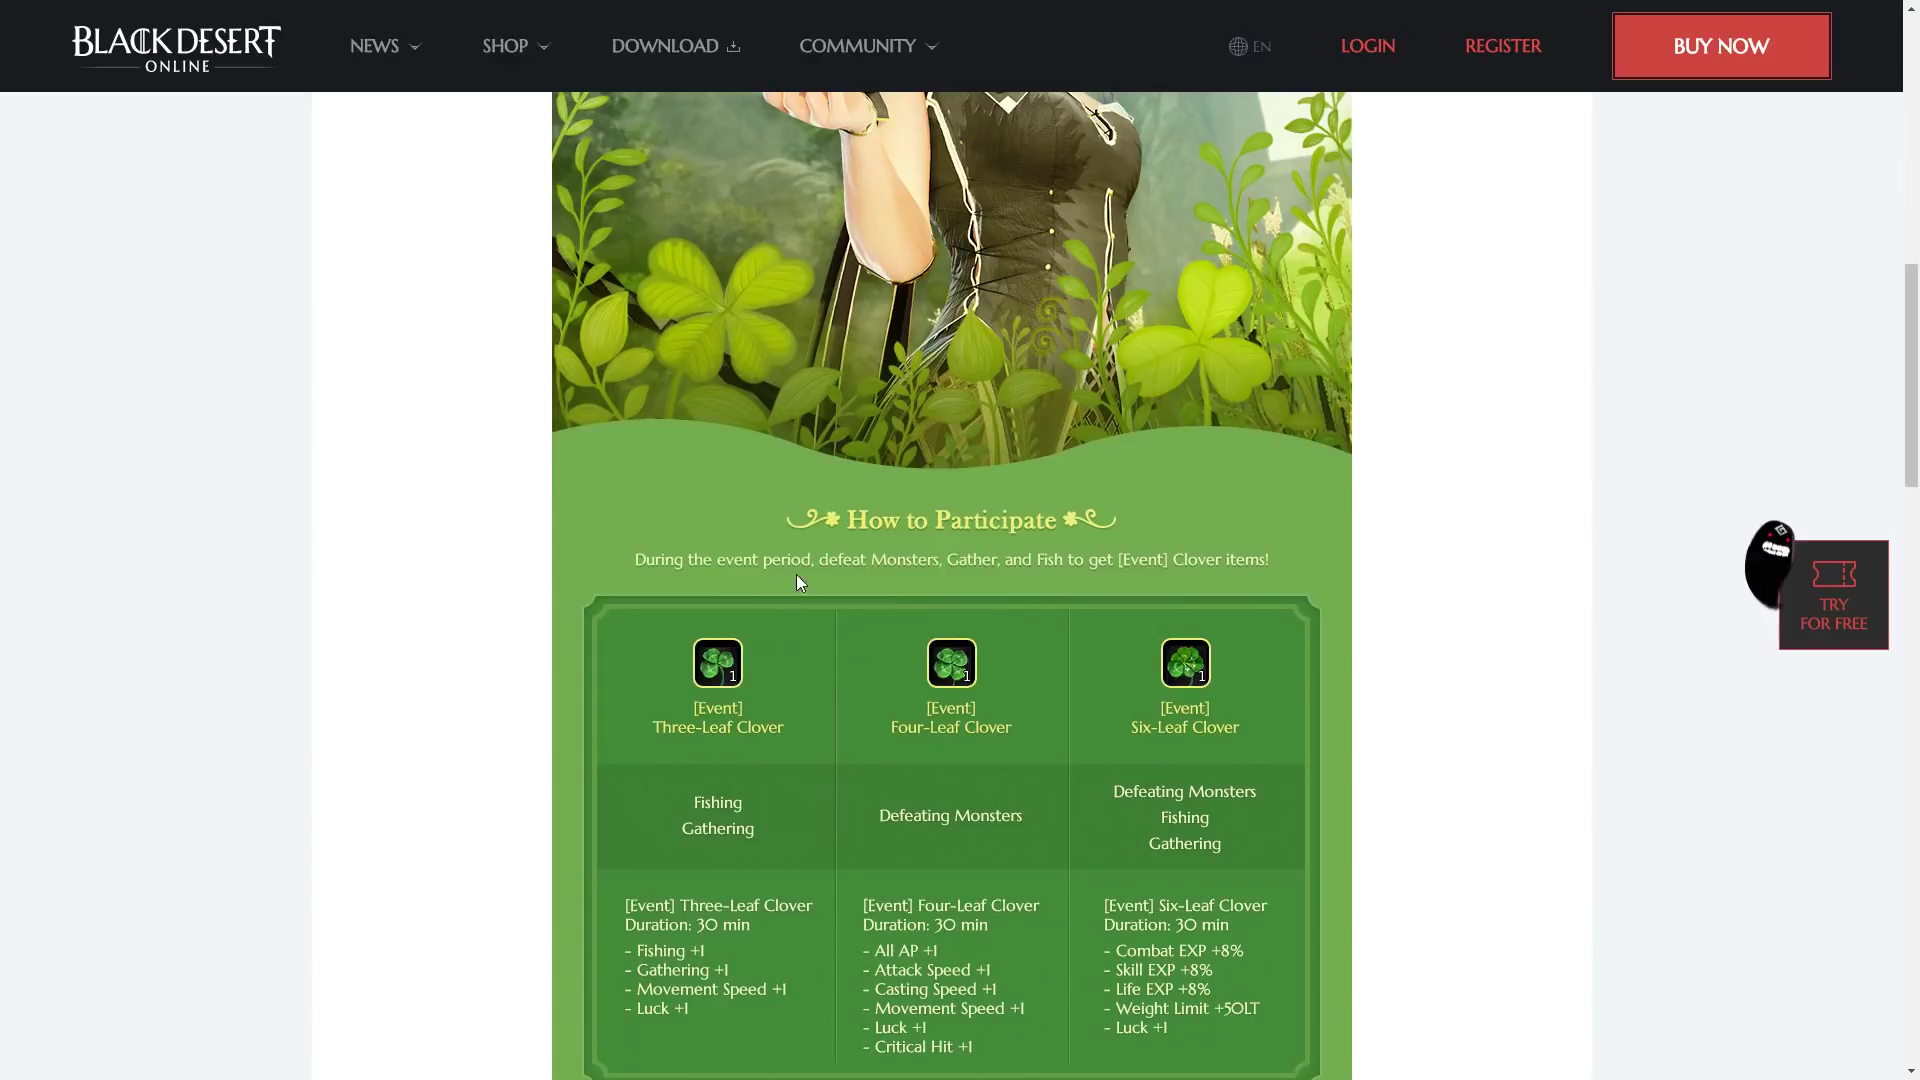 BLACK DESERT
ONLINE
NEWS
SHOP
DOWNLOAD
COMMUNITY
EN
LOGIN
REGISTER
BUY NOW
How to Participate
During the event period, defeat Monsters, Gather, and Fish to get [Event] Clover items!
TRY
FOR FREE
1
[Event]
Three-Leaf Clover
1
[Event]
Four-Leaf Clover
1
[Event]
Six-Leaf Clover
Fishing
Gathering
Defeating Monsters
Defeating Monsters
Fishing
Gathering
[Event] Three-Leaf Clover
Duration: 30 min
- Fishing +1
- Gathering +1
- Movement Speed +1
- Luck +1
[Event] Four-Leaf Clover
Duration: 30 min
- All AP +1
- Attack Speed +1
- Casting Speed +1
- Movement Speed +1
- Luck +1
- Critical Hit +1
[Event] Six-Leaf Clover
Duration: 30 min
- Combat EXP +8%
- Skill EXP +8%
- Life EXP +8%
- Weight Limit +50LT
- Luck +1